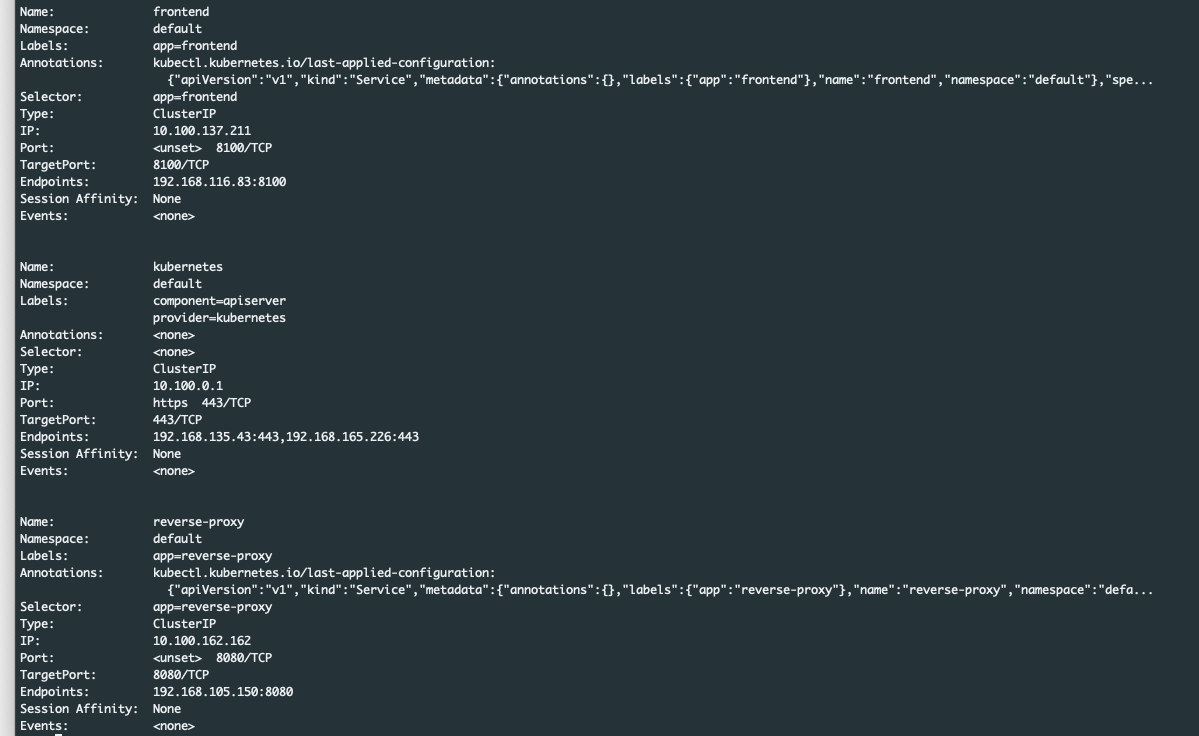 Name:              frontend
Namespace:         default
Labels:            app=frontend
Annotations:       kubectl.kubernetes.io/last-applied-configuration:
                     {"apiVersion":"v1","kind":"Service","metadata":{"annotations":{},"labels":{"app":"frontend"},"name":"frontend","namespace":"default"},"spe...
Selector:          app=frontend
Type:              ClusterIP
IP:                10.100.137.211
Port:              <unset>  8100/TCP
TargetPort:        8100/TCP
Endpoints:         192.168.116.83:8100
Session Affinity:  None
Events:            <none>

Name:              kubernetes
Namespace:         default
Labels:            component=apiserver
                   provider=kubernetes
Annotations:       <none>
Selector:          <none>
Type:              ClusterIP
IP:                10.100.0.1
Port:              https  443/TCP
TargetPort:        443/TCP
Endpoints:         192.168.135.43:443,192.168.165.226:443
Session Affinity:  None
Events:            <none>

Name:              reverse-proxy
Namespace:         default
Labels:            app=reverse-proxy
Annotations:       kubectl.kubernetes.io/last-applied-configuration:
                     {"apiVersion":"v1","kind":"Service","metadata":{"annotations":{},"labels":{"app":"reverse-proxy"},"name":"reverse-proxy","namespace":"defa...
Selector:          app=reverse-proxy
Type:              ClusterIP
IP:                10.100.162.162
Port:              <unset>  8080/TCP
TargetPort:        8080/TCP
Endpoints:         192.168.105.150:8080
Session Affinity:  None
Events:            <none>